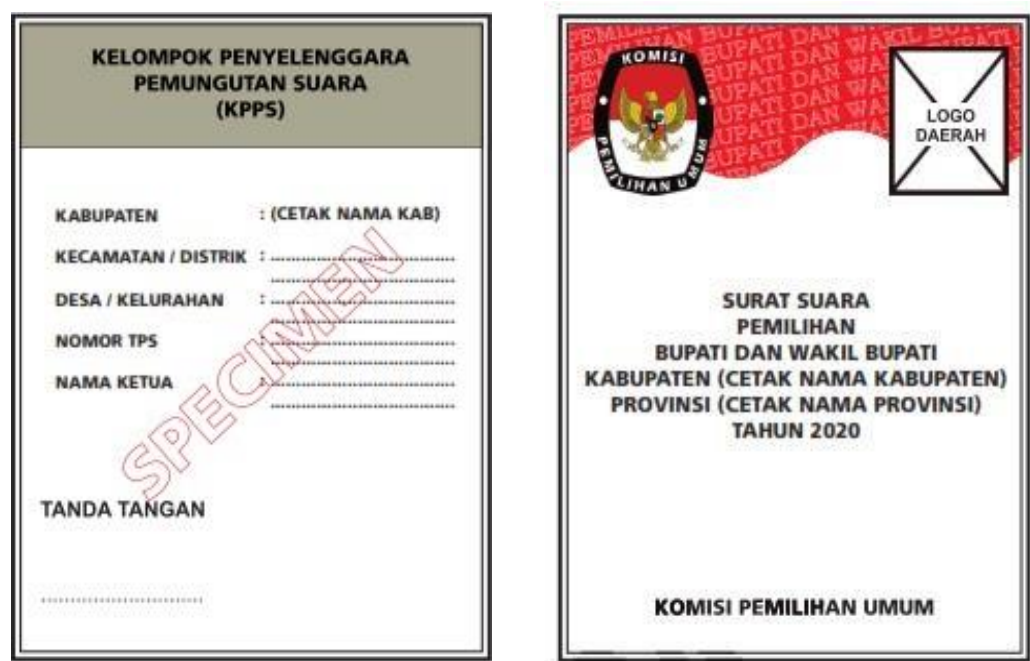 KELOMPOK PENYELENGGARA
PEMUNGUTAN SUARA
(KPPS)
KABUPATEN : (CETAK NAMA KAB)
KECAMATAN / DISTRIK :
DESA / KELURAHAN :
NOMOR TPS :
NAMA KETUA :
SPECIMEN
TANDA TANGAN
KOMISI
PEMILIHAN UMUM
LOGO
DAERAH
SURAT SUARA
PEMILIHAN
BUPATI DAN WAKIL BUPATI
KABUPATEN (CETAK NAMA KABUPATEN)
PROVINSI (CETAK NAMA PROVINSI)
TAHUN 2020
KOMISI PEMILIHAN UMUM